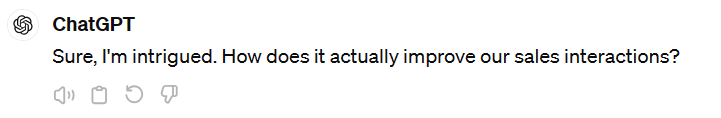 ChatGPT
Sure, I'm intrigued. How does it actually improve our sales interactions?